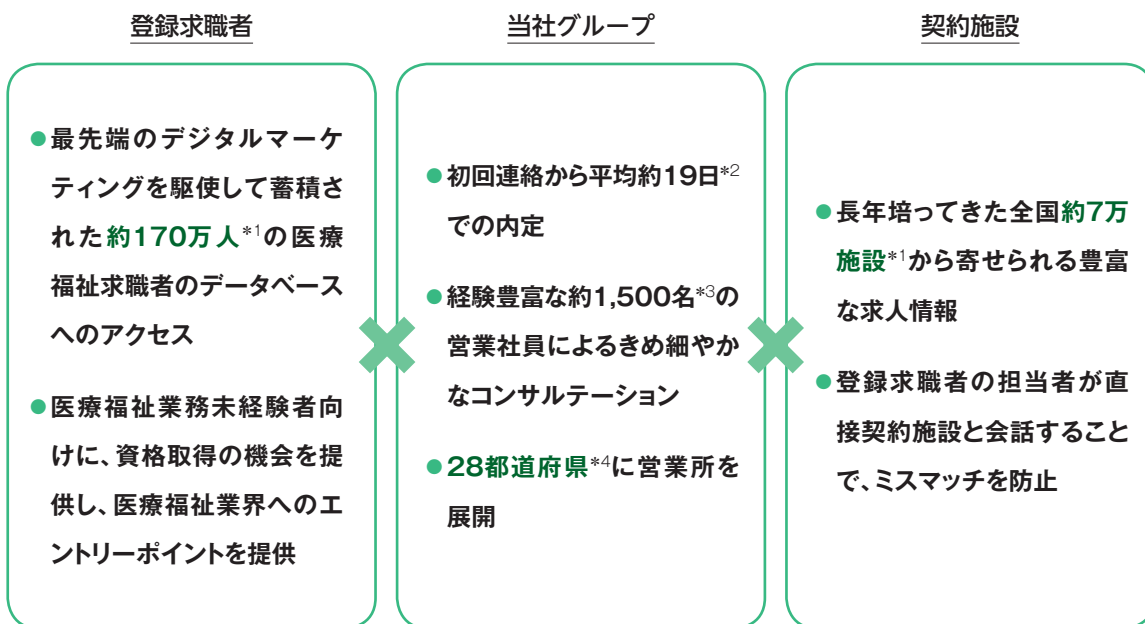 登録求職者
●最先端のデジタルマーケ
ティングを駆使して蓄積さ
れた約170万人*1の医療
福祉求職者のデータベース
へのアクセス
●医療福祉業務未経験者向
けに、資格取得の機会を提
供し、医療福祉業界へのエ
ントリーポイントを提供
当社グループ
●初回連絡から平均約19日*2
での内定
●経験豊富な約1,500名*3の
営業社員によるきめ細やか
なコンサルテーション
●28都道府県*4に営業所を
展開
契約施設
●長年培ってきた全国約7万
施設*1から寄せられる豊富
な求人情報
●登録求職者の担当者が直
接契約施設と会話すること
で、ミスマッチを防止